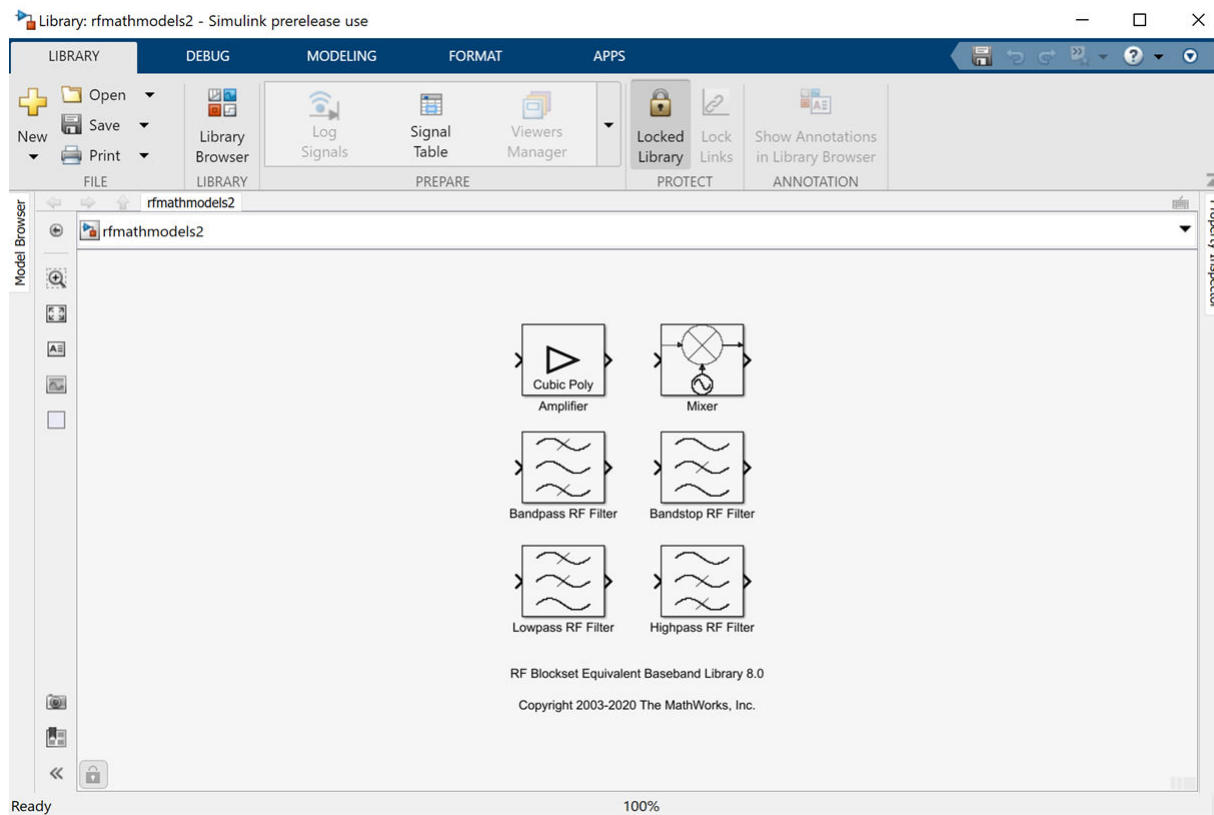 Library: rfmathmodels2 - Simulink prerelease use
LIBRARY DEBUG MODELING FORMAT APPS
New
Open
Save
Print
FILE
Library
Browser
LIBRARY
Log
Signals
Signal
Table
Viewers
Manager
PREPARE
Locked
Library
Lock
Links
PROTECT
Show Annotations
in Library Browser
ANNOTATION
Model Browser
rfmathmodels2
rfmathmodels2
Property Inspector
Cubic Poly
Amplifier
Mixer
Bandpass RF Filter
Bandstop RF Filter
Lowpass RF Filter
Highpass RF Filter
RF Blockset Equivalent Baseband Library 8.0
Copyright 2003-2020 The MathWorks, Inc.
Ready
100%